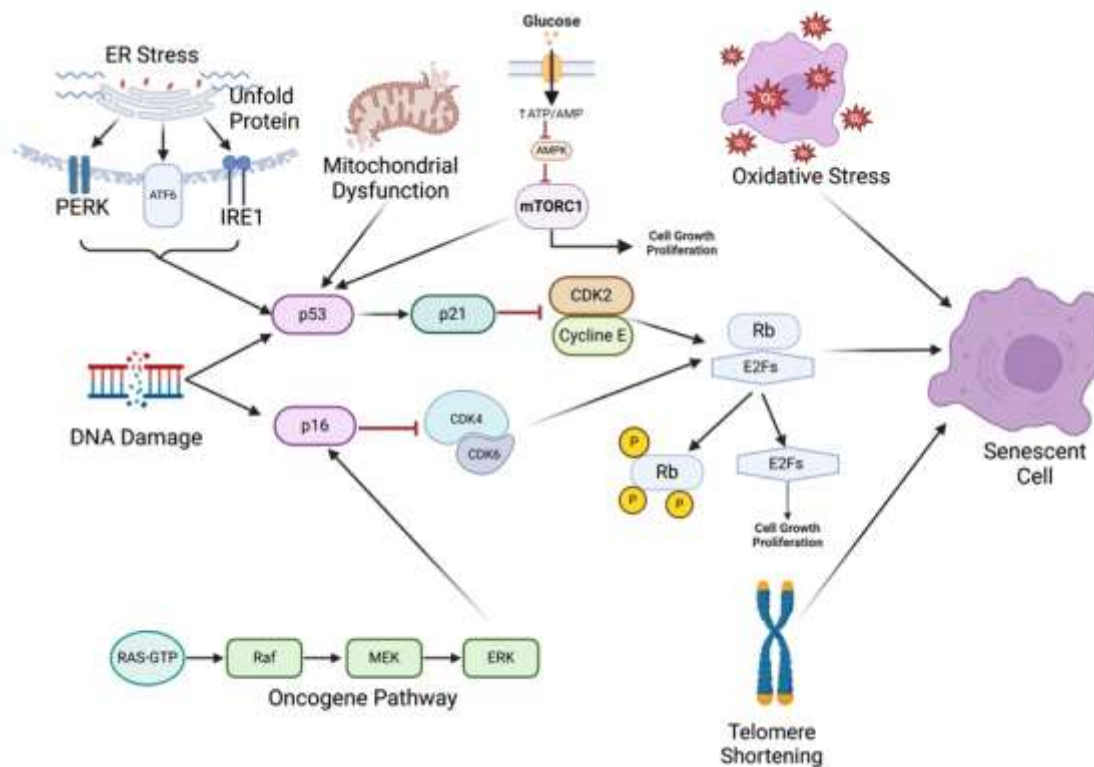 ER Stress
Unfold
Protein
PERK
ATF6
IRE1
Mitochondrial
Dysfunction
Glucose
↑ATP/AMP
AMPK
mTORC1
Cell Growth
Proliferation
Oxidative Stress
p53
p21
CDK2
Cycline E
Rb
E2Fs
DNA Damage
p16
CDK4
CDK6
P
Rb
P
P
E2Fs
Cell Growth
Proliferation
Senescent
Cell
RAS-GTP
Raf
MEK
ERK
Oncogene Pathway
Telomere
Shortening